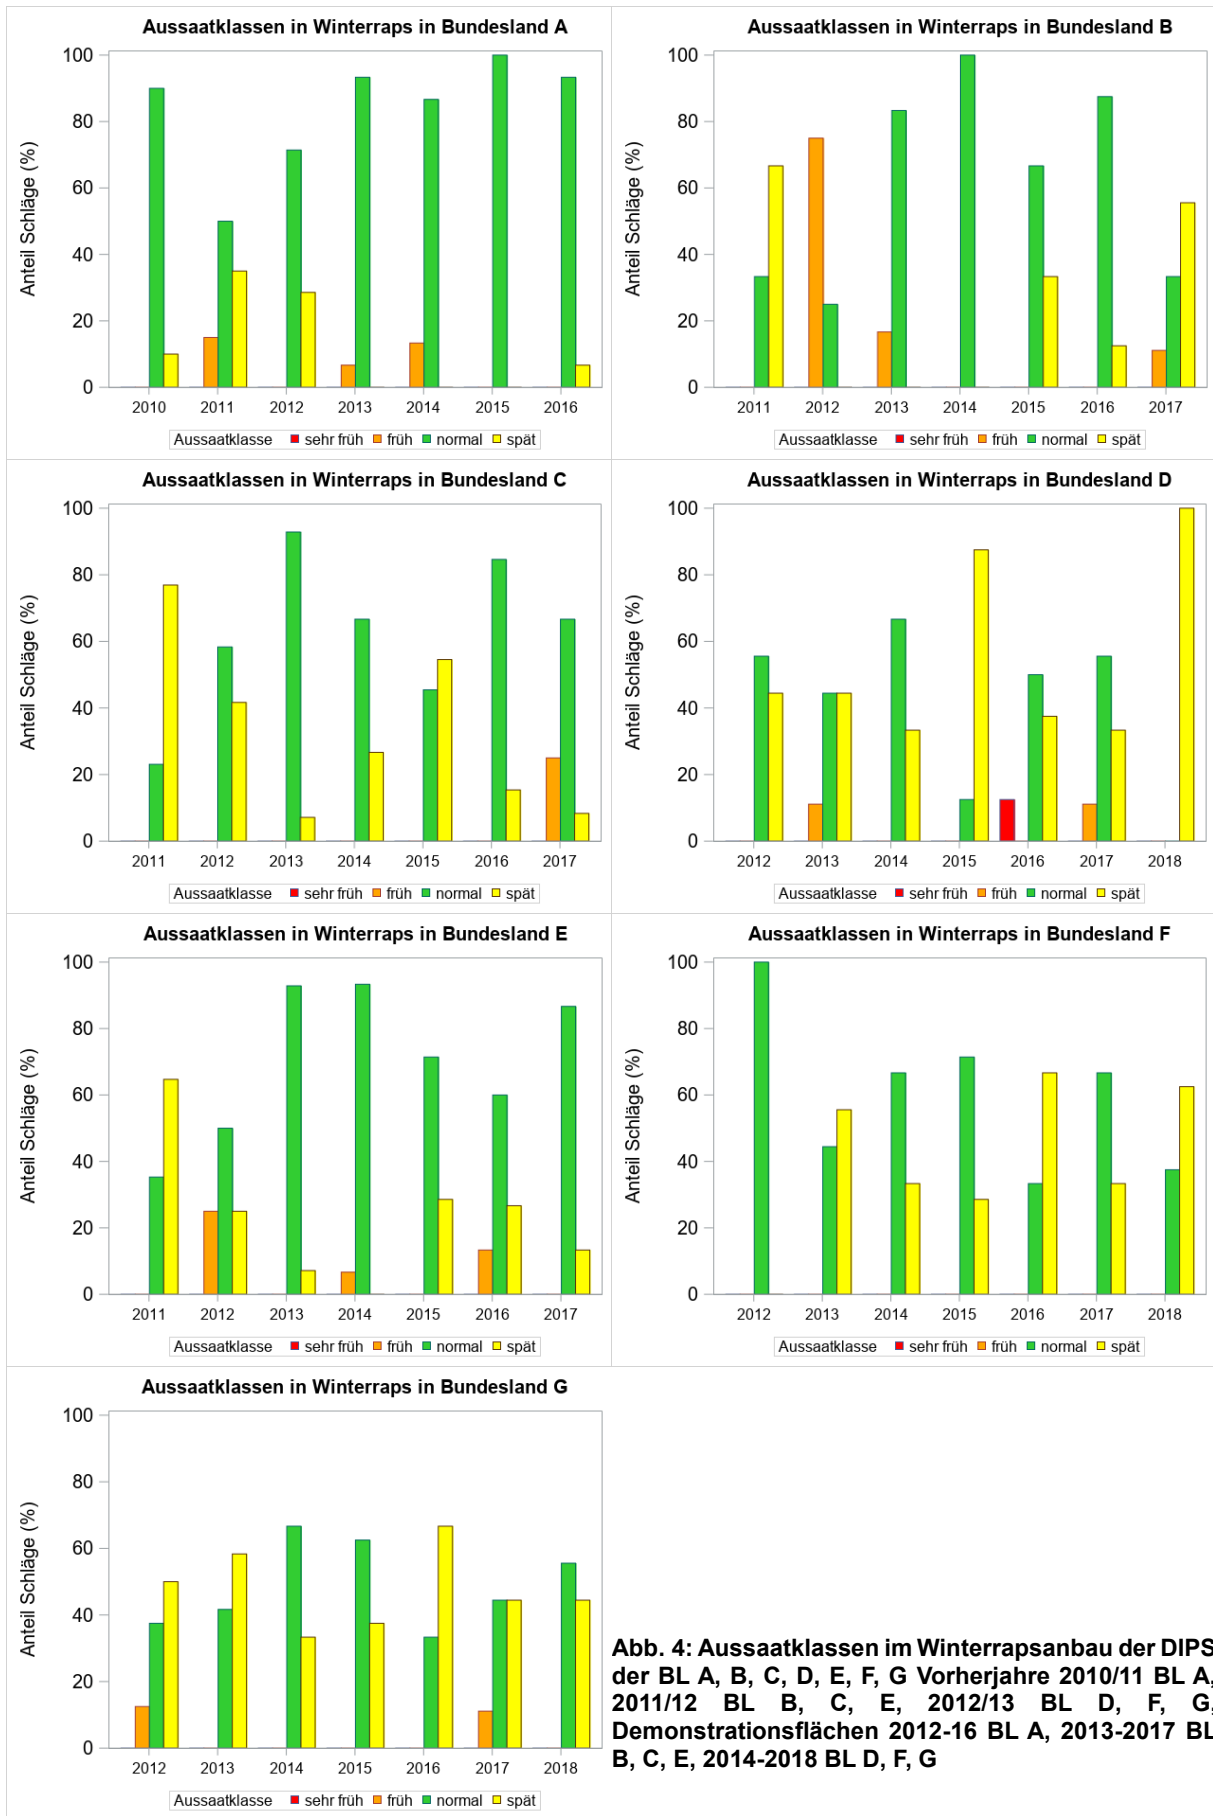 Aussaatklassen in Winterraps in Bundesland A
Anteil Schläge (%)
100
80
60
40
20
0
2010 2011 2012 2013 2014 2015 2016
Aussaatklasse sehr früh früh normal spät
Aussaatklassen in Winterraps in Bundesland B
Anteil Schläge (%)
100
80
60
40
20
0
2011 2012 2013 2014 2015 2016 2017
Aussaatklasse sehr früh früh normal spät
Aussaatklassen in Winterraps in Bundesland C
Anteil Schläge (%)
100
80
60
40
20
0
2011 2012 2013 2014 2015 2016 2017
Aussaatklasse sehr früh früh normal spät
Aussaatklassen in Winterraps in Bundesland D
Anteil Schläge (%)
100
80
60
40
20
0
2012 2013 2014 2015 2016 2017 2018
Aussaatklasse sehr früh früh normal spät
Aussaatklassen in Winterraps in Bundesland E
Anteil Schläge (%)
100
80
60
40
20
0
2011 2012 2013 2014 2015 2016 2017
Aussaatklasse sehr früh früh normal spät
Aussaatklassen in Winterraps in Bundesland F
Anteil Schläge (%)
100
80
60
40
20
0
2012 2013 2014 2015 2016 2017 2018
Aussaatklasse sehr früh früh normal spät
Aussaatklassen in Winterraps in Bundesland G
Anteil Schläge (%)
100
80
60
40
20
0
2012 2013 2014 2015 2016 2017 2018
Aussaatklasse sehr früh früh normal spät
Abb. 4: Aussaatklassen im Winterrapsanbau der DIPS
der BL A, B, C, D, E, F, G Vorherjahre 2010/11 BL A,
2011/12 BL B, C, E, 2012/13 BL D, F, G,
Demonstrationsflächen 2012-16 BL A, 2013-2017 BL
B, C, E, 2014-2018 BL D, F, G